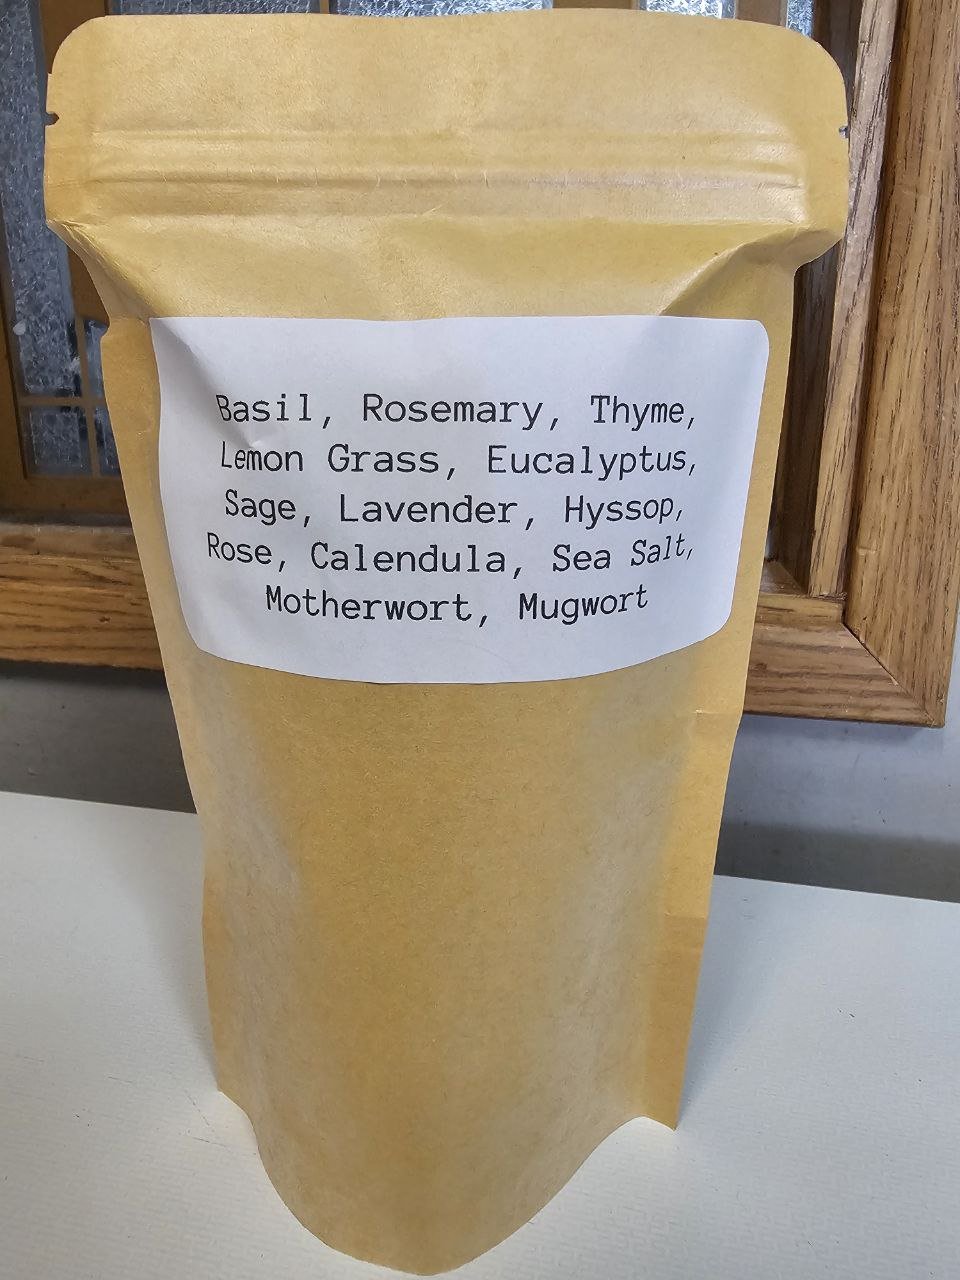 Basil, Rosemary, Thyme,
Lemon Grass, Eucalyptus,
Sage, Lavender, Hyssop,
Rose, Calendula, Sea Salt,
Motherwort, Mugwort